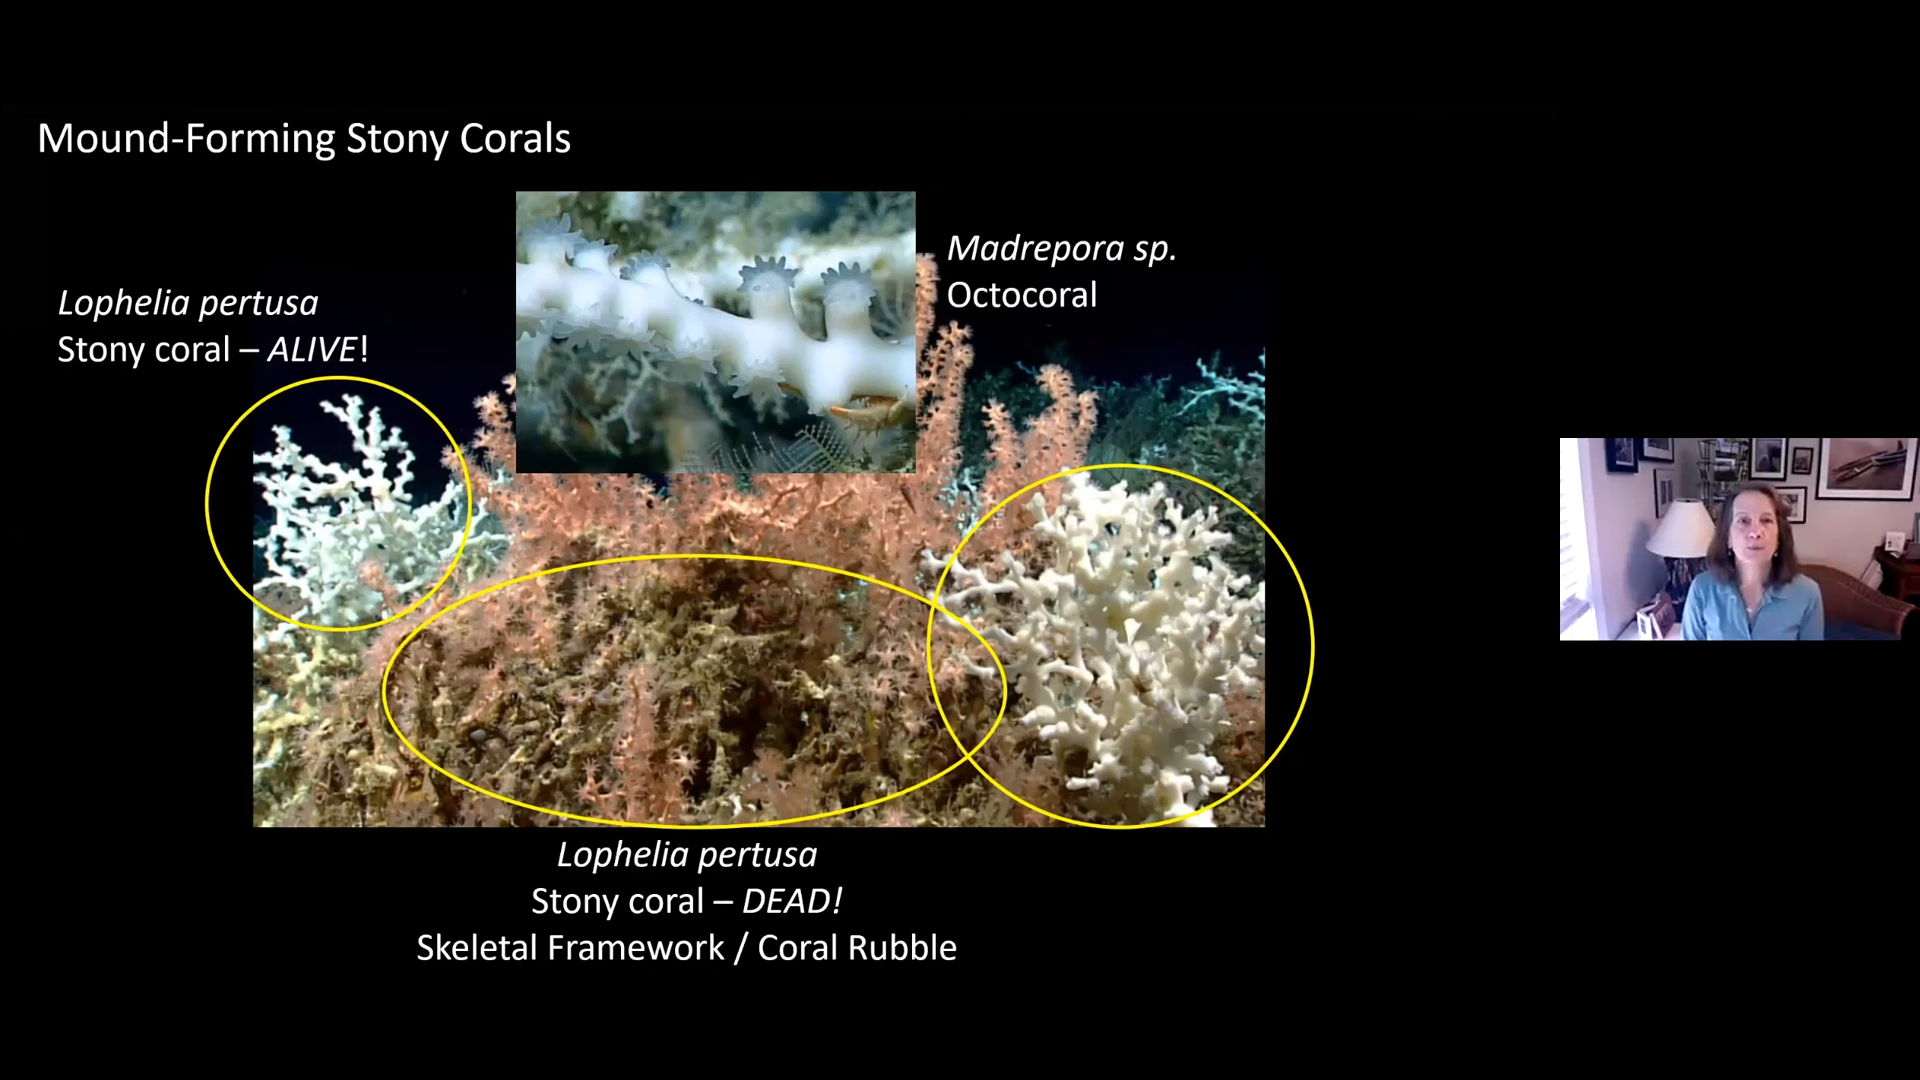 Mound-Forming Stony Corals
Lophelia pertusa
Stony coral – ALIVE!
Madrepora sp.
Octocoral
Lophelia pertusa
Stony coral – DEAD!
Skeletal Framework / Coral Rubble